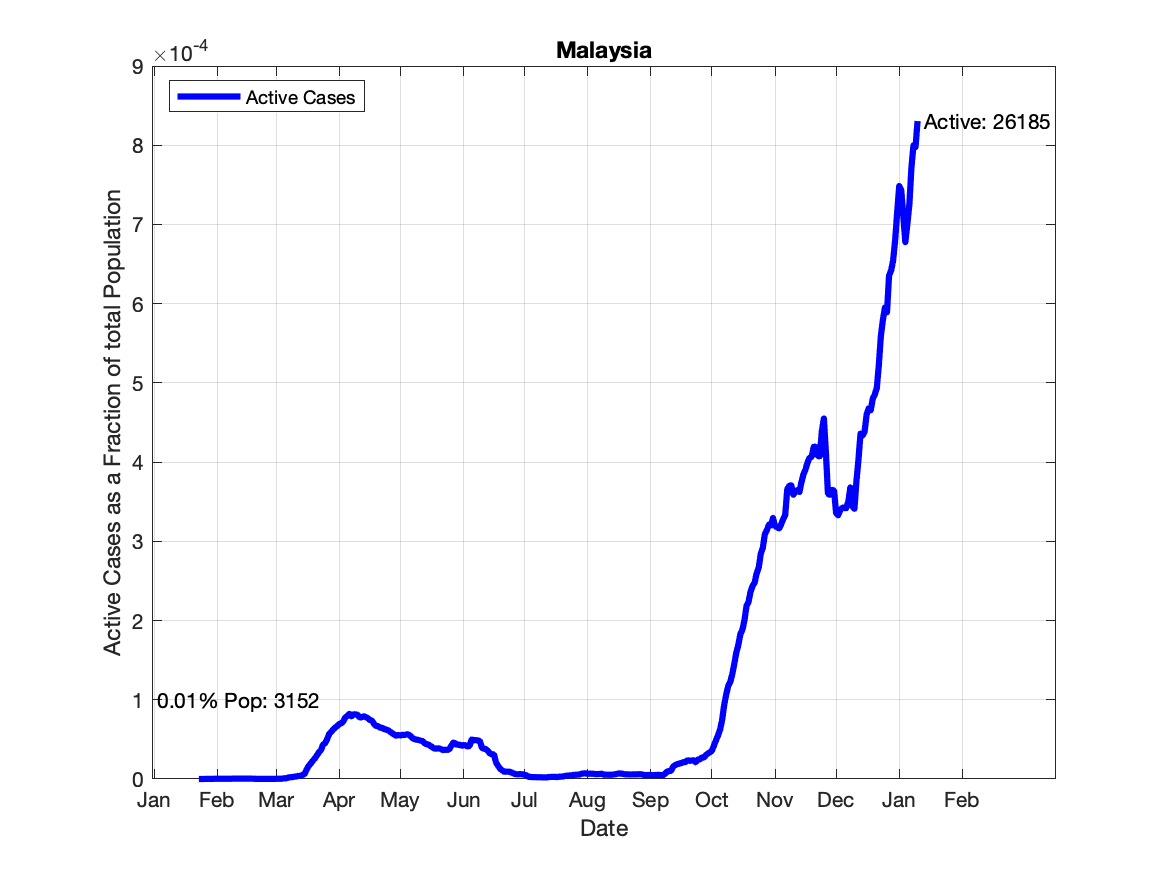 Malaysia
×10-4
Active Cases
9
8
7
6
5
4
3
2
1
0
Active: 26185
0.01% Pop: 3152
Active Cases as a Fraction of total Population
Jan Feb Mar Apr May Jun Jul Aug Sep Oct Nov Dec Jan Feb
Date